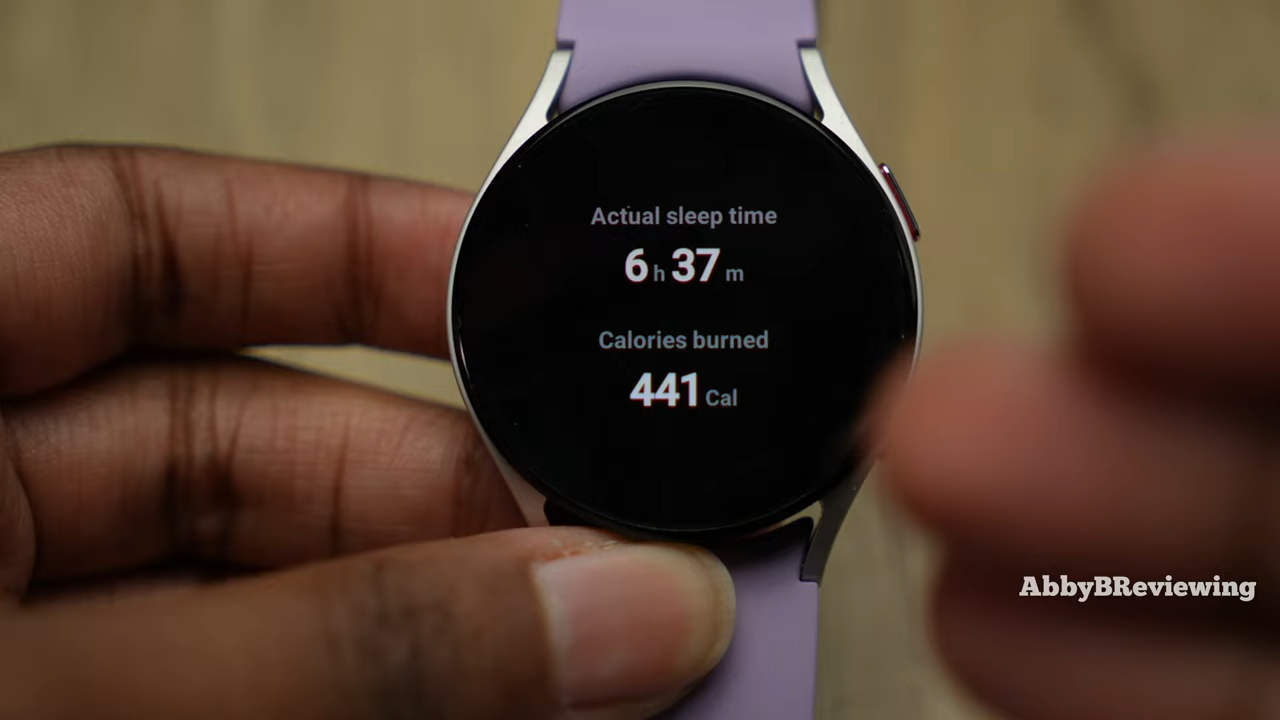 Actual sleep time
6 h 37 m
Calories burned
441 Cal
AbbyBReviewing